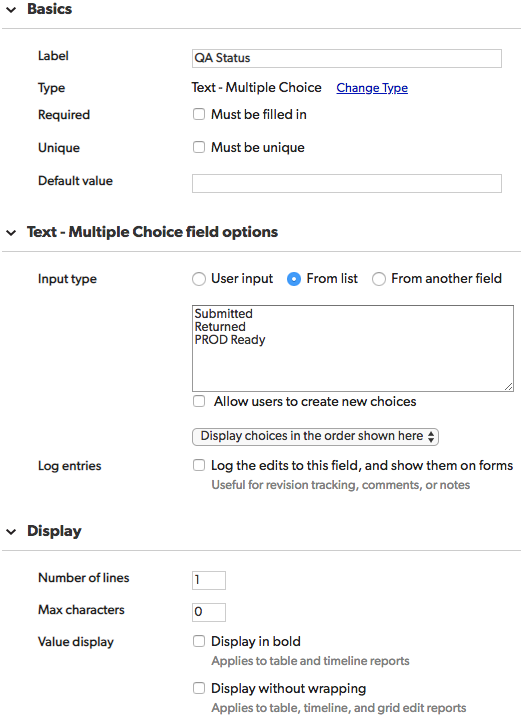 Basics
Label QA Status
Type Text - Multiple Choice Change Type
Required Must be filled in
Unique Must be unique
Default value
Text - Multiple Choice field options
Input type User input From list From another field
Submitted
Returned
PROD Ready
Allow users to create new choices
Display choices in the order shown here
Log entries Log the edits to this field, and show them on forms
Useful for revision tracking, comments, or notes
Display
Number of lines 1
Max characters 0
Value display Display in bold
Applies to table and timeline reports
Display without wrapping
Applies to table, timeline, and grid edit reports